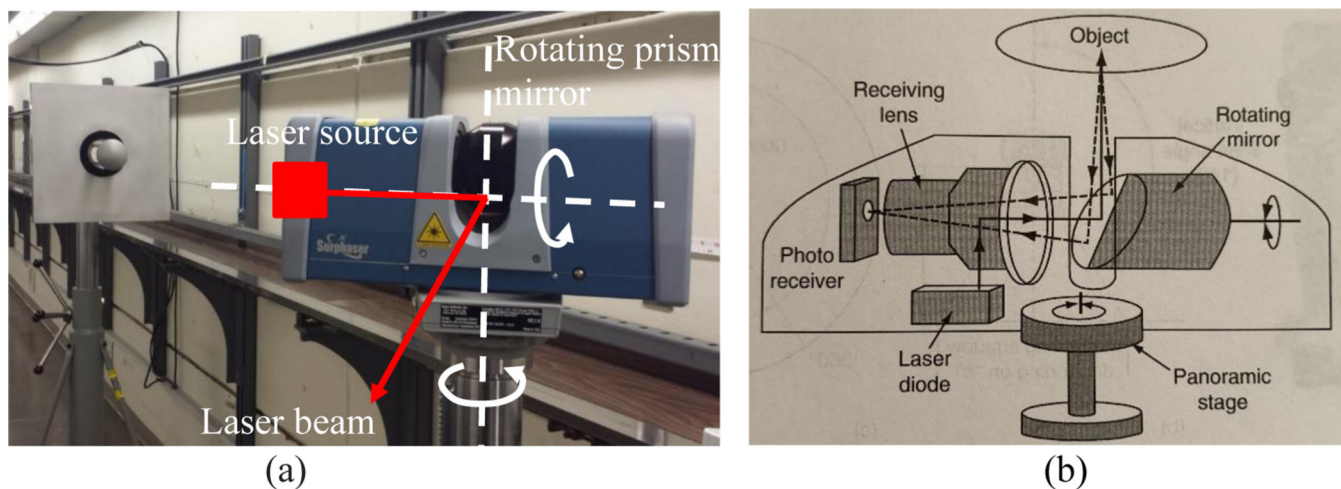 Rotating prism
mirror
Laser source
Surphaser
Laser beam
(a)
Object
Receiving
lens
Rotating
mirror
Photo
receiver
Laser
diode
Panoramic
stage
(b)